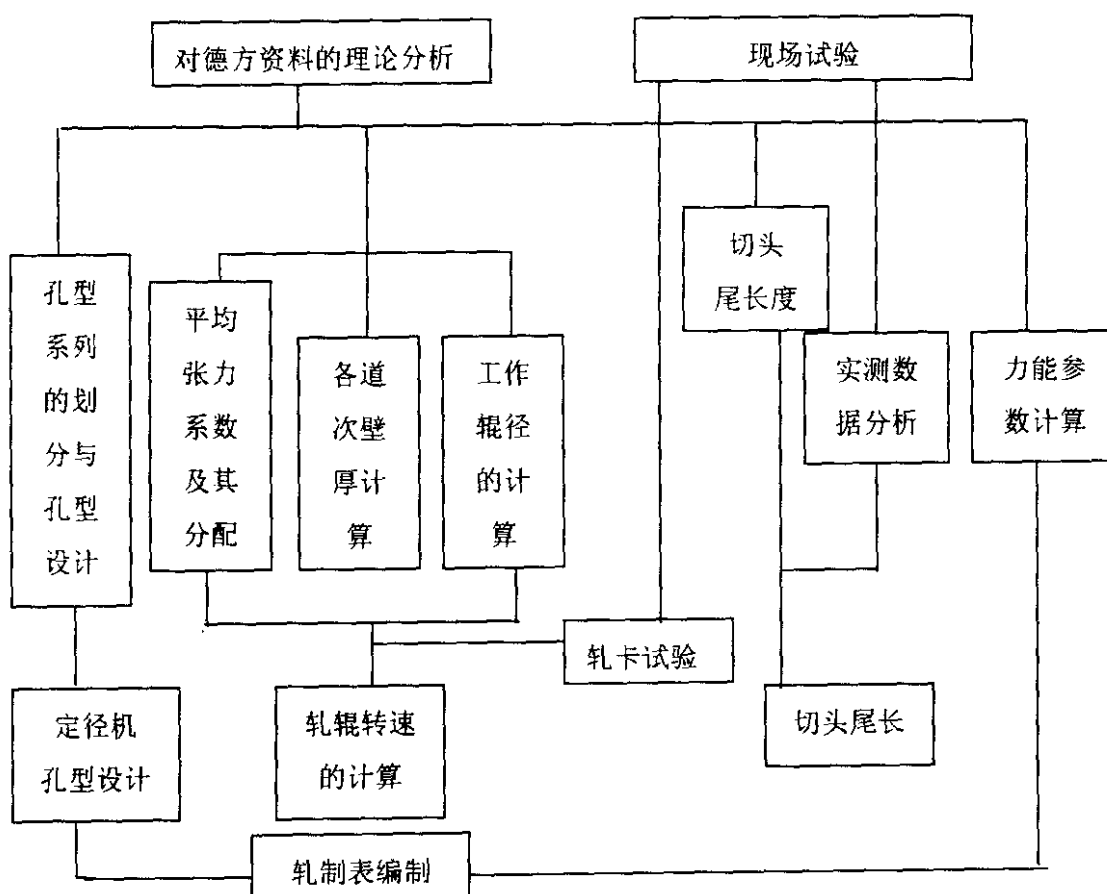 对德方资料的理论分析
现场试验
切头
尾长度
孔型
系列
的划
分与
孔型
设计
平均
张力
系数
及其
分配
各道
次壁
厚计
算
工作
辊径
的计
算
实测数
据分析
力能参
数计算
轧卡试验
定径机
孔型设计
轧辊转速
的计算
切头尾长
轧制表编制